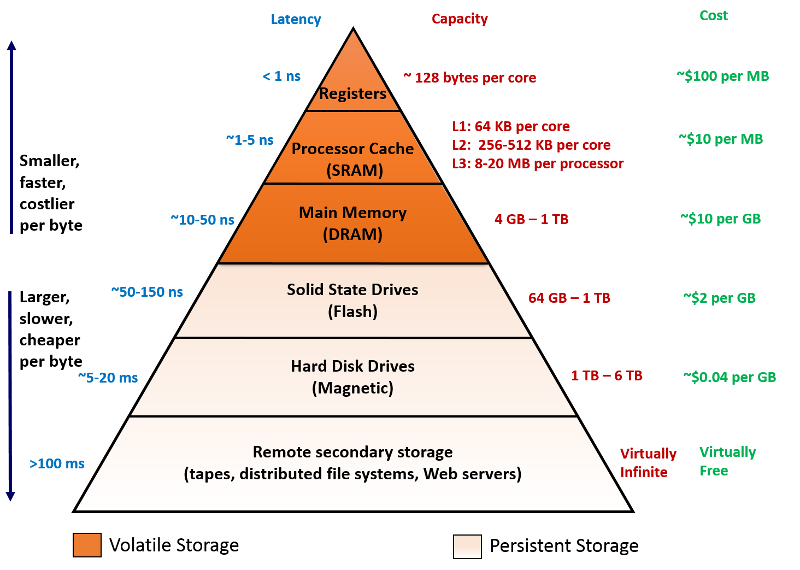 Latency
Capacity
Cost
< 1 ns
Registers
~ 128 bytes per core
~$100 per MB
~1-5 ns
Processor Cache
(SRAM)
L1: 64 KB per core
L2: 256-512 KB per core
L3: 8-20 MB per processor
~$10 per MB
Smaller,
faster,
costlier
per byte
~10-50 ns
Main Memory
(DRAM)
4 GB – 1 TB
~$10 per GB
Larger,
slower,
cheaper
per byte
~50-150 ns
Solid State Drives
(Flash)
64 GB – 1 TB
~$2 per GB
~5-20 ms
Hard Disk Drives
(Magnetic)
1 TB – 6 TB
~$0.04 per GB
>100 ms
Remote secondary storage
(tapes, distributed file systems, Web servers)
Virtually
Infinite
Virtually
Free
Volatile Storage
Persistent Storage